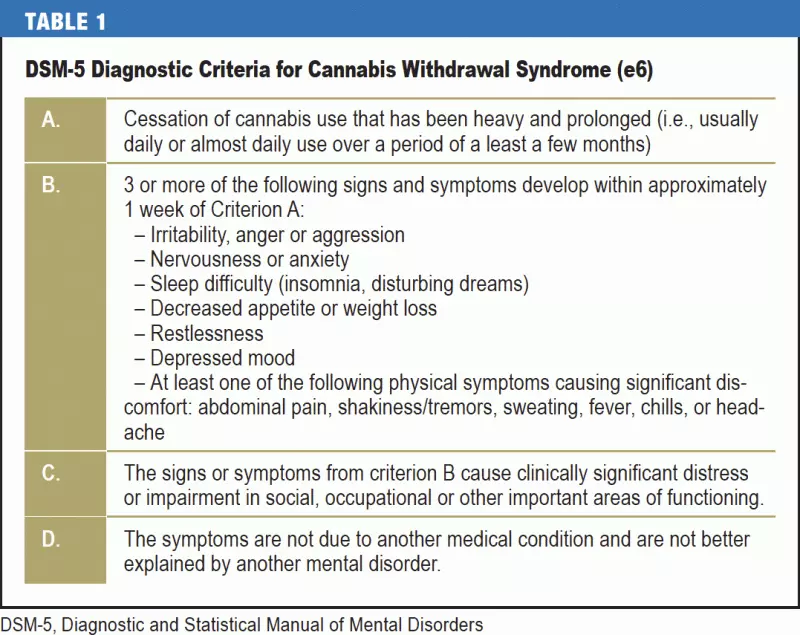 TABLE 1
DSM-5 Diagnostic Criteria for Cannabis Withdrawal Syndrome (e6)
A.
Cessation of cannabis use that has been heavy and prolonged (i.e., usually
daily or almost daily use over a period of a least a few months)
B.
3 or more of the following signs and symptoms develop within approximately
1 week of Criterion A:
– Irritability, anger or aggression
– Nervousness or anxiety
– Sleep difficulty (insomnia, disturbing dreams)
– Decreased appetite or weight loss
– Restlessness
– Depressed mood
– At least one of the following physical symptoms causing significant dis-
comfort: abdominal pain, shakiness/tremors, sweating, fever, chills, or head-
ache
C.
The signs or symptoms from criterion B cause clinically significant distress
or impairment in social, occupational or other important areas of functioning.
D.
The symptoms are not due to another medical condition and are not better
explained by another mental disorder.
DSM-5, Diagnostic and Statistical Manual of Mental Disorders